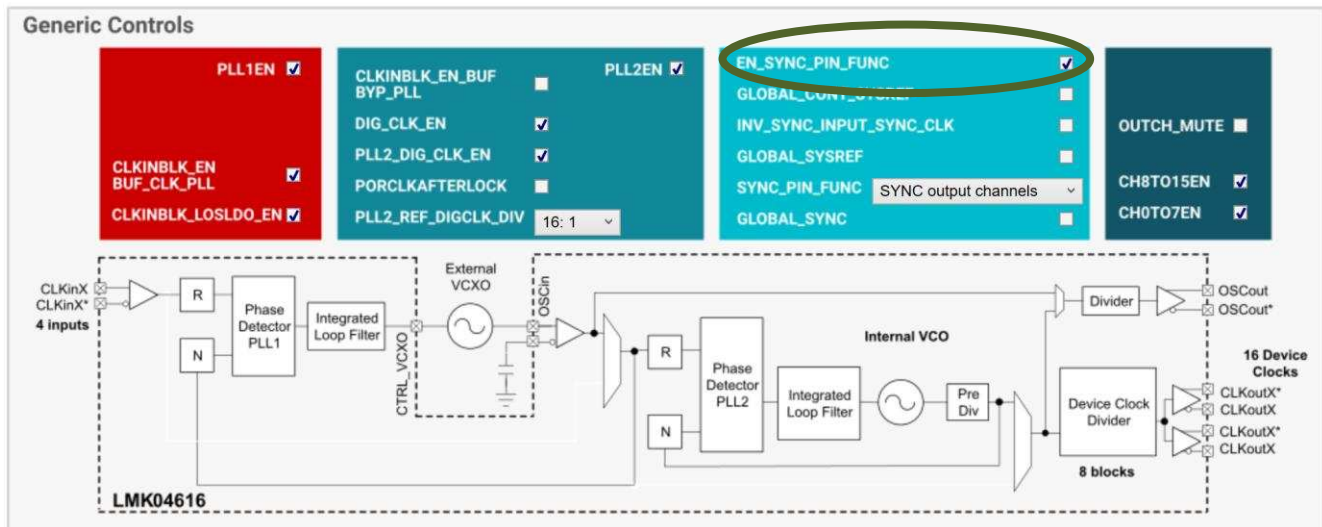 Generic Controls
PLL1EN
CLKINBLK_EN
BUF_CLK_PLL
CLKINBLK_LOSLDO_EN
CLKINBLK_EN_BUF
BYP_PLL
PLL2EN
DIG_CLK_EN
PLL2_DIG_CLK_EN
PORCLKAFTERLOCK
PLL2_REF_DIGCLK_DIV 16: 1
EN_SYNC_PIN_FUNC
GLOBAL_CONT_SYSREF
INV_SYNC_INPUT_SYNC_CLK
GLOBAL_SYSREF
SYNC_PIN_FUNC SYNC output channels
GLOBAL_SYNC
OUTCH_MUTE
CH8TO15EN
CH0TO7EN
CLKinX
CLKinX*
4 inputs
R
N
Phase
Detector
PLL1
Integrated
Loop Filter
CTRL_VCXO
External
VCXO
OSCin
R
N
Phase
Detector
PLL2
Integrated
Loop Filter
Internal VCO
Pre
Div
Divider
OSCout
OSCout*
Device Clock
Divider
8 blocks
16 Device
Clocks
CLKoutX*
CLKoutX
CLKoutX*
CLKoutX
LMK04616